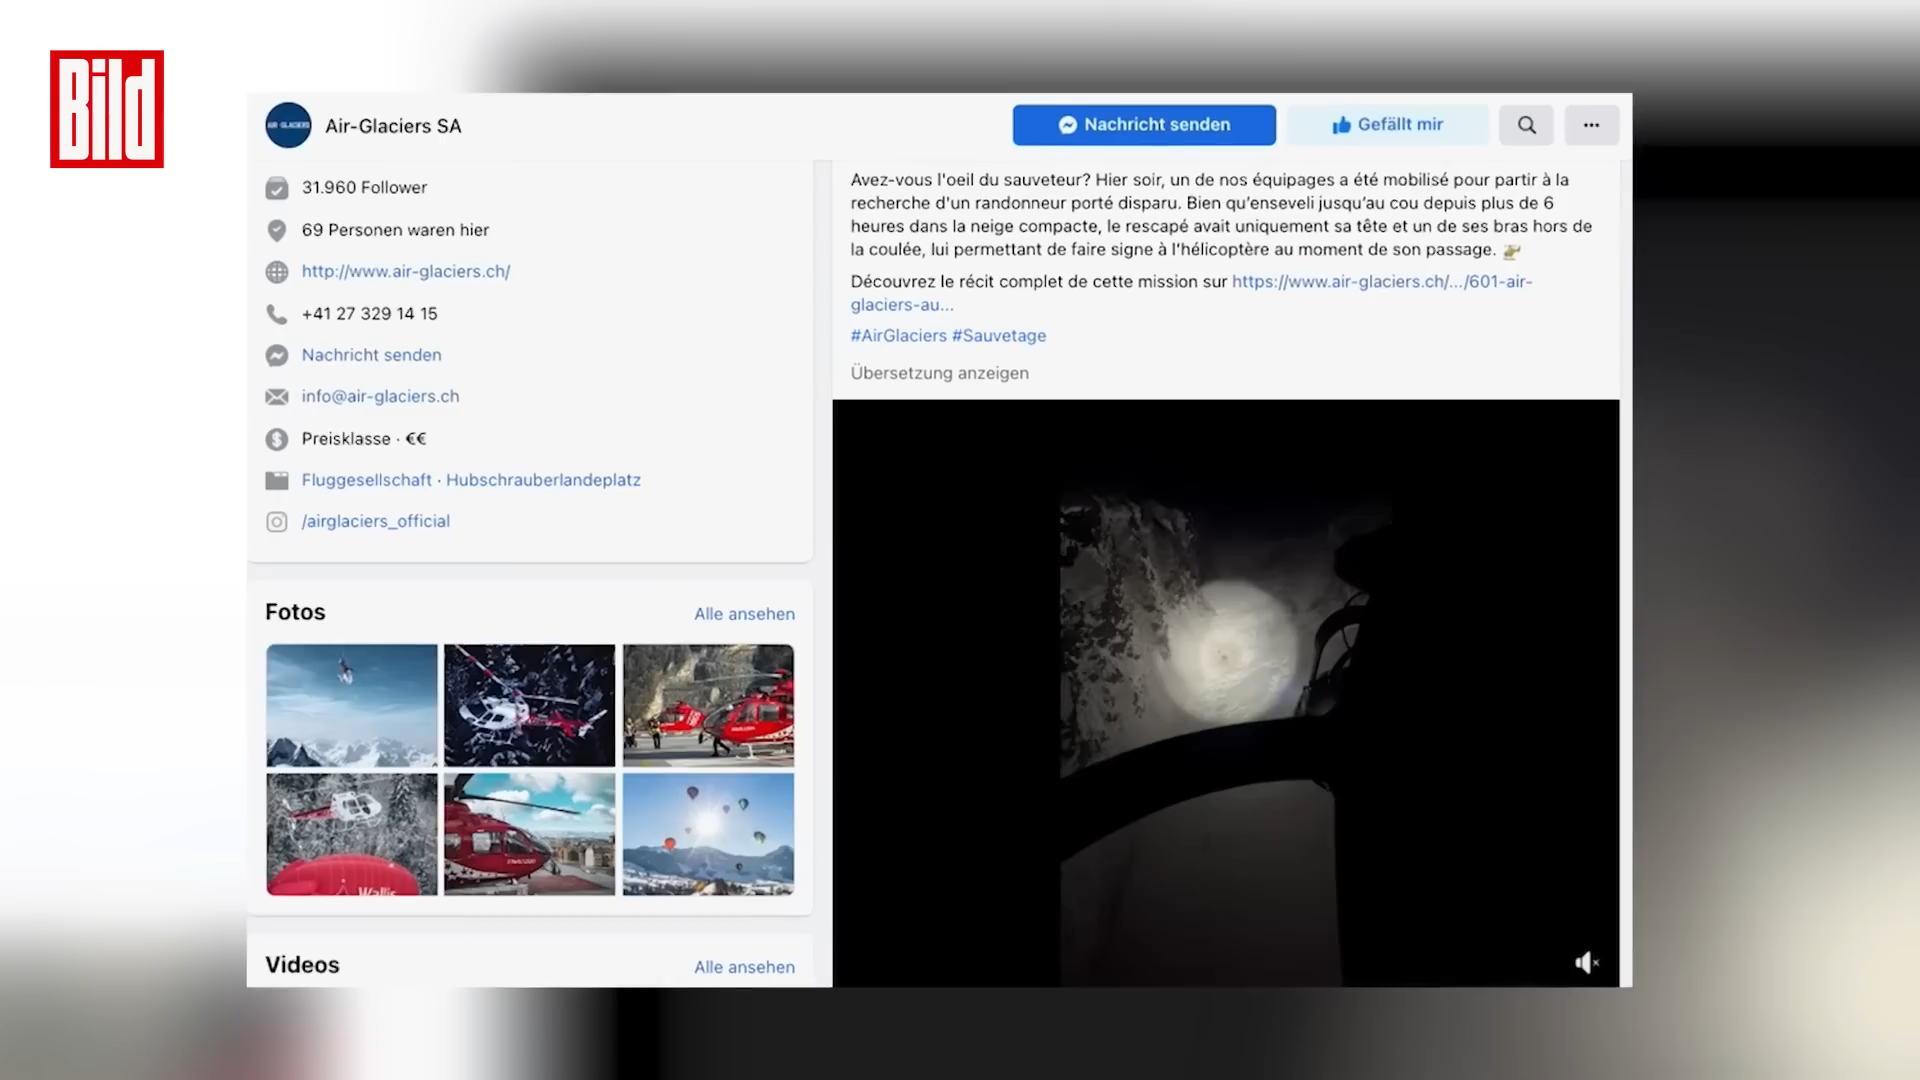 Bild
AIR-GLACIERS
Air-Glaciers SA
Nachricht senden
Gefällt mir
31.960 Follower
69 Personen waren hier
http://www.air-glaciers.ch/
+41 27 329 14 15
Nachricht senden
info@air-glaciers.ch
Preisklasse · €€
Fluggesellschaft · Hubschrauberlandeplatz
/airglaciers_official
Fotos
Alle ansehen
Wallis
Videos
Alle ansehen
Avez-vous l'oeil du sauveteur? Hier soir, un de nos équipages a été mobilisé pour partir à la
recherche d'un randonneur porté disparu. Bien qu'enseveli jusqu'au cou depuis plus de 6
heures dans la neige compacte, le rescapé avait uniquement sa tête et un de ses bras hors de
la coulée, lui permettant de faire signe à l'hélicoptère au moment de son passage. 🚁
Découvrez le récit complet de cette mission sur https://www.air-glaciers.ch/.../601-air-
glaciers-au...
#AirGlaciers #Sauvetage
Übersetzung anzeigen